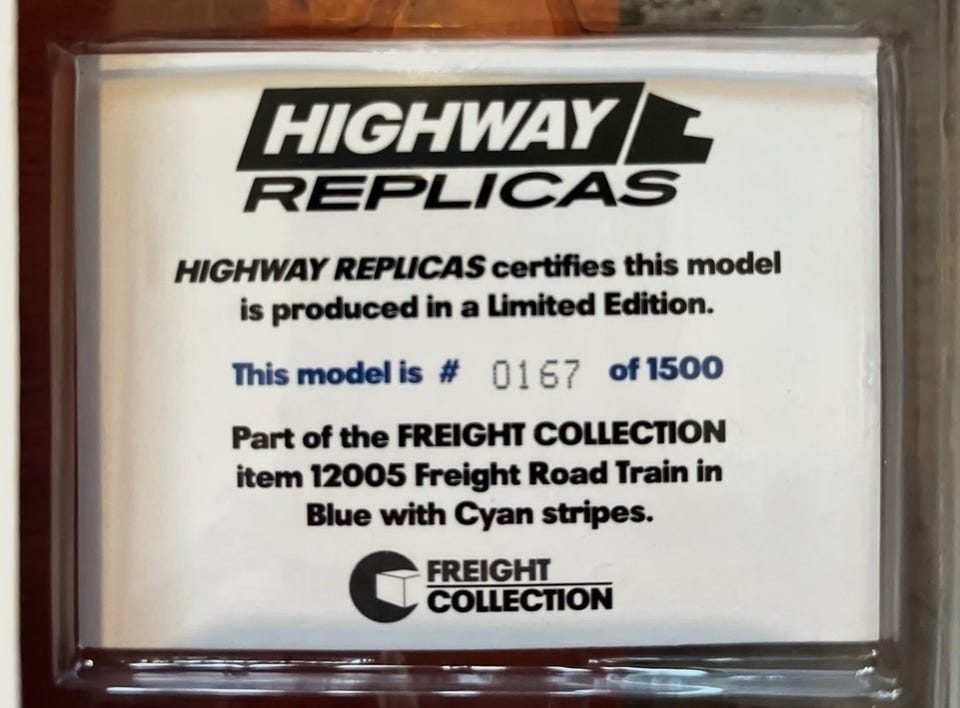 HIGHWAY
REPLICAS
HIGHWAY REPLICAS certifies this model
is produced in a Limited Edition.
This model is # 0167 of 1500
Part of the FREIGHT COLLECTION
item 12005 Freight Road Train in
Blue with Cyan stripes.
FREIGHT
COLLECTION